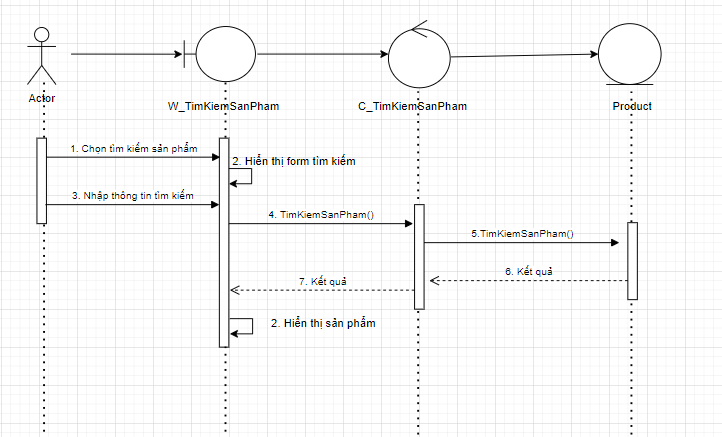 Actor
W_TimKiemSanPham
C_TimKiemSanPham
Product
1. Chọn tìm kiếm sản phẩm
2. Hiển thị form tìm kiếm
3. Nhập thông tin tìm kiếm
4. TimKiemSanPham()
5.TimKiemSanPham()
6. Kết quả
7. Kết quả
2. Hiển thị sản phẩm